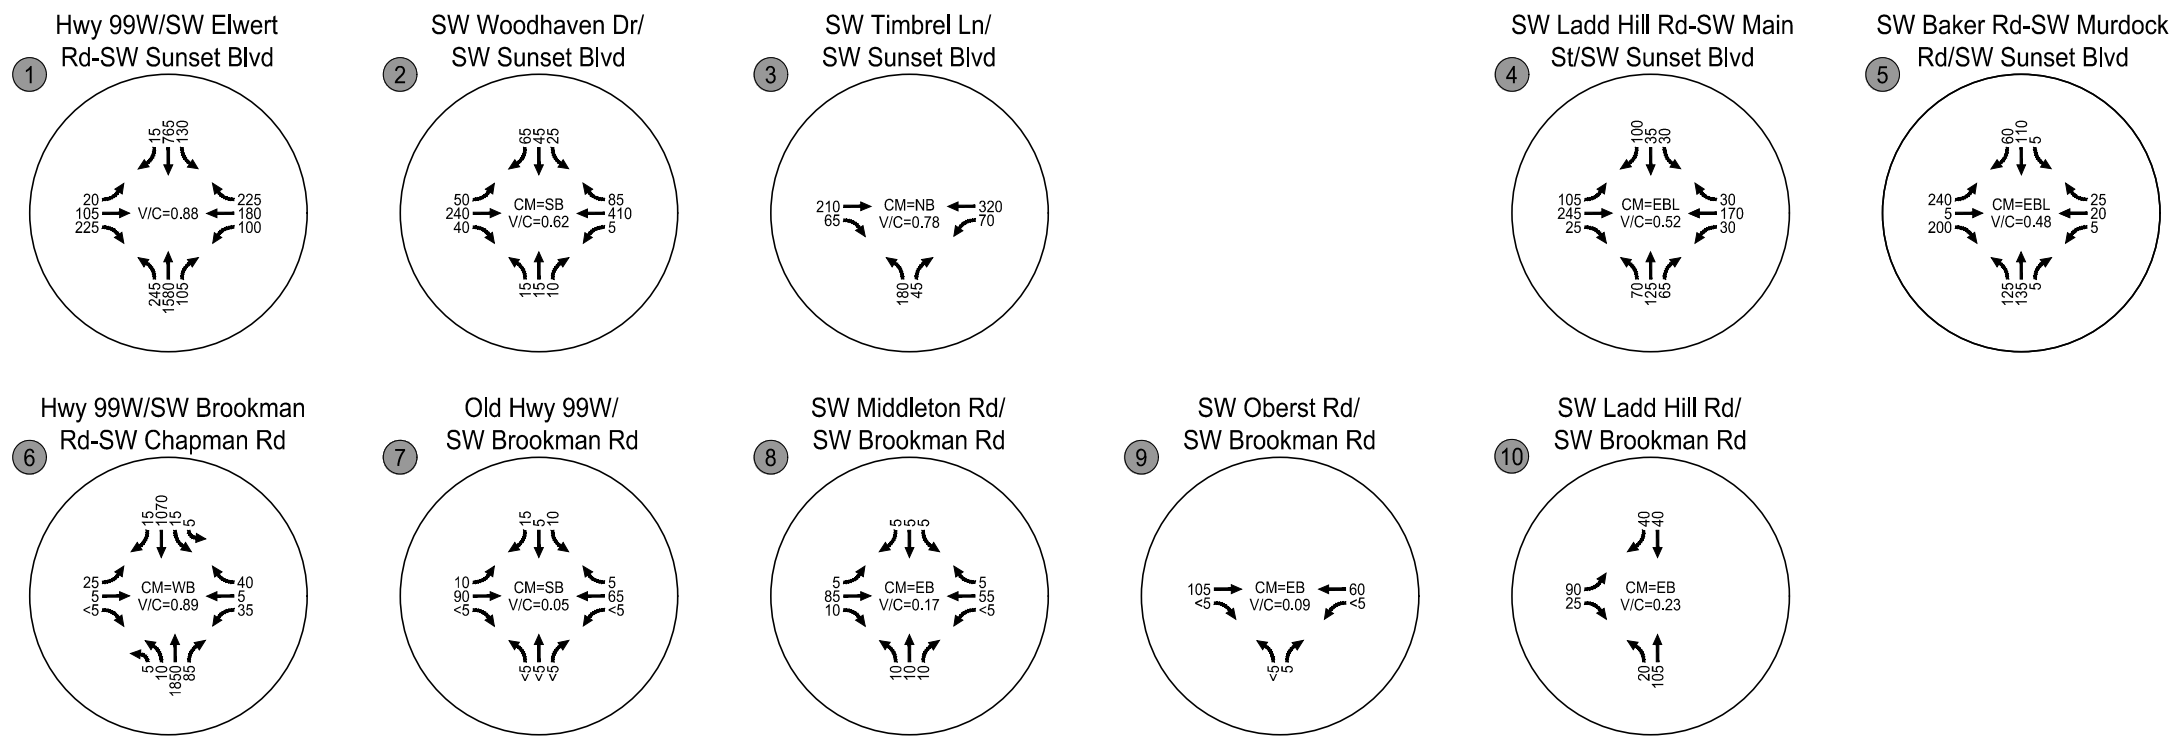 Hwy 99W/SW Elwert
Rd-SW Sunset Blvd
1
15
765
130
20
105
225
V/C=0.88
225
180
100
245
1580
105
SW Woodhaven Dr/
SW Sunset Blvd
2
65
45
25
50
240
40
CM=SB
V/C=0.62
85
410
5
15
15
10
SW Timbrel Ln/
SW Sunset Blvd
3
210
65
CM=NB
V/C=0.78
320
70
180
45
SW Ladd Hill Rd-SW Main
St/SW Sunset Blvd
4
100
35
30
105
245
25
CM=EBL
V/C=0.52
30
170
30
70
125
65
SW Baker Rd-SW Murdock
Rd/SW Sunset Blvd
5
60
110
5
240
5
200
CM=EBL
V/C=0.48
25
20
5
125
135
5
Hwy 99W/SW Brookman
Rd-SW Chapman Rd
6
15
1070
15
5
25
5
<5
CM=WB
V/C=0.89
40
5
35
5
10
1850
85
Old Hwy 99W/
SW Brookman Rd
7
15
5
10
10
90
<5
CM=SB
V/C=0.05
5
65
<5
<5
<5
<5
SW Middleton Rd/
SW Brookman Rd
8
5
5
5
5
85
10
CM=EB
V/C=0.17
5
55
<5
10
10
10
SW Oberst Rd/
SW Brookman Rd
9
105
<5
CM=EB
V/C=0.09
60
<5
<5
5
SW Ladd Hill Rd/
SW Brookman Rd
10
40
40
90
25
CM=EB
V/C=0.23
20
105